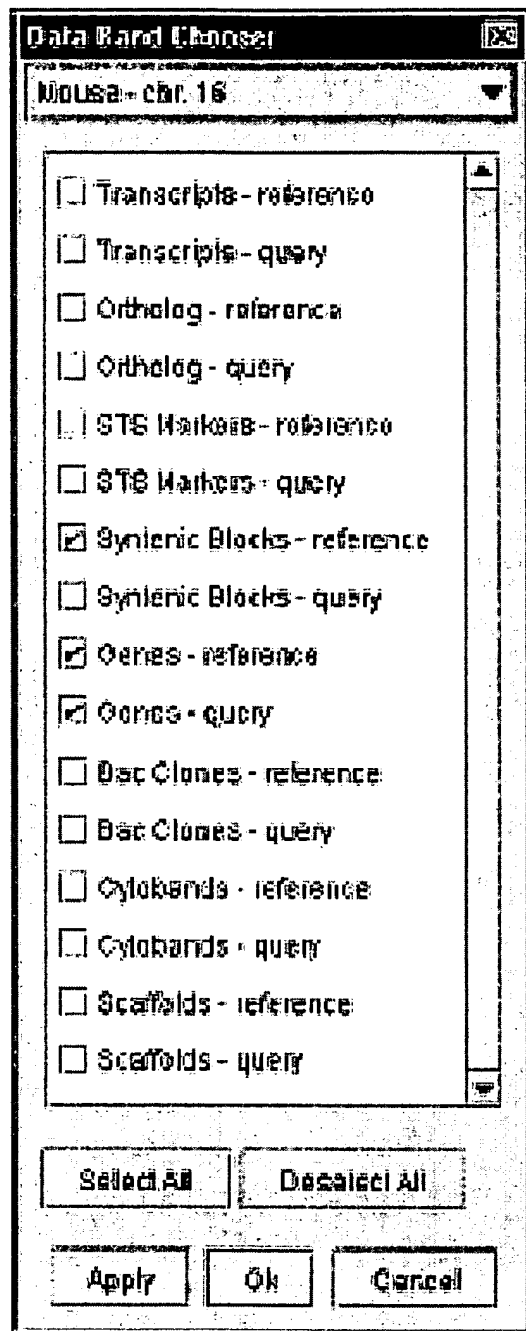 Data Band Chooser
Mouse - chr. 16
Transcripts - reference
Transcripts - query
Ortholog - reference
Ortholog - query
STS Markers - reference
STS Markers - query
Syntenic Blocks - reference
Syntenic Blocks - query
Genes - reference
Genes - query
Bac Clones - reference
Bac Clones - query
Cytobands - reference
Cytobands - query
Scaffolds - reference
Scaffolds - query
Select All Deselect All
Apply Ok Cancel